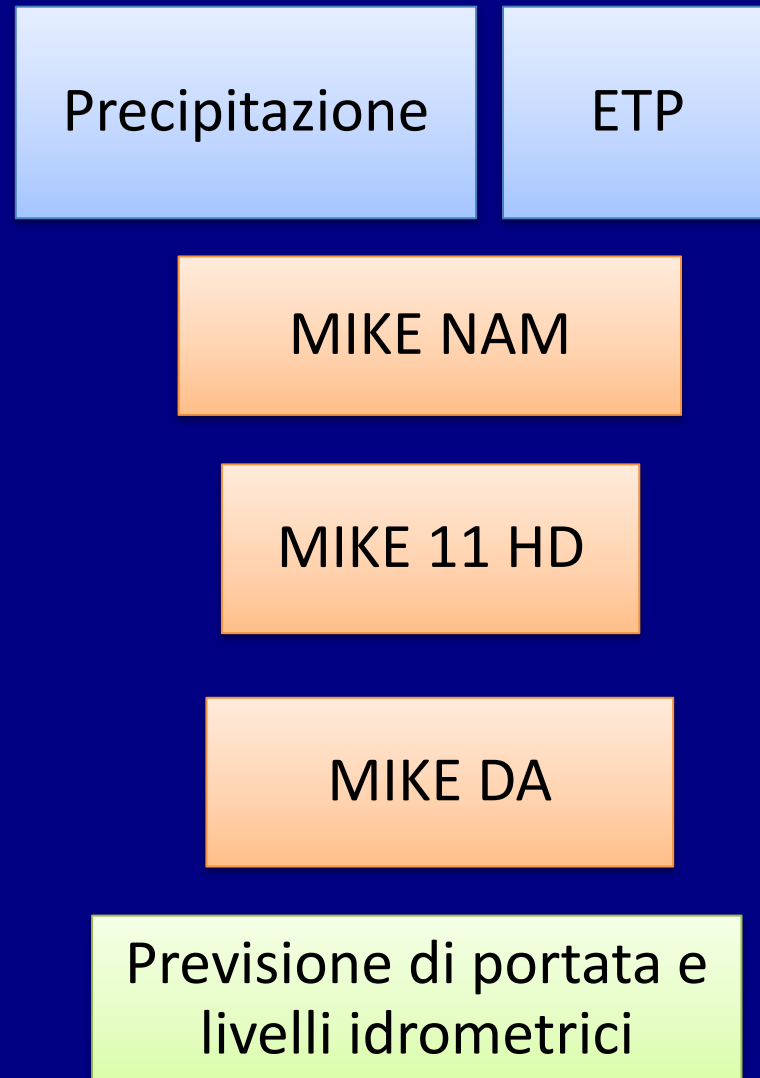 Precipitazione
ETP
MIKE NAM
MIKE 11 HD
MIKE DA
Previsione di portata e
livelli idrometrici